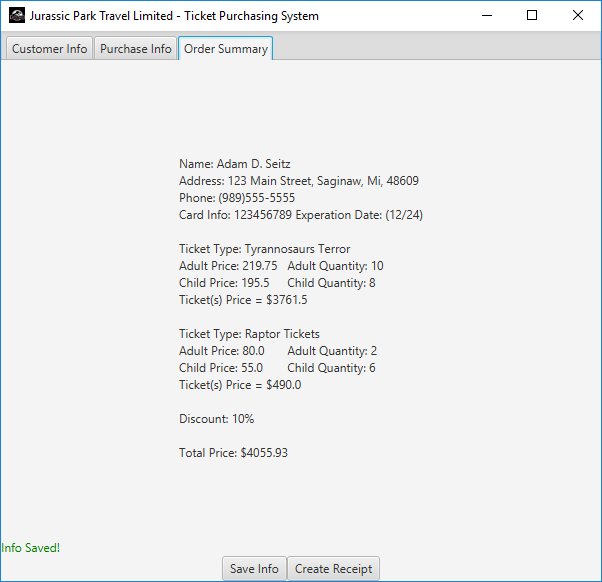 Jurassic Park Travel Limited - Ticket Purchasing System
Customer Info Purchase Info Order Summary
Name: Adam D. Seitz
Address: 123 Main Street, Saginaw, Mi, 48609
Phone: (989)555-5555
Card Info: 123456789 Experation Date: (12/24)
Ticket Type: Tyrannosaurs Terror
Adult Price: 219.75 Adult Quantity: 10
Child Price: 195.5 Child Quantity: 8
Ticket(s) Price = $3761.5
Ticket Type: Raptor Tickets
Adult Price: 80.0 Adult Quantity: 2
Child Price: 55.0 Child Quantity: 6
Ticket(s) Price = $490.0
Discount: 10%
Total Price: $4055.93
Info Saved!
Save Info Create Receipt